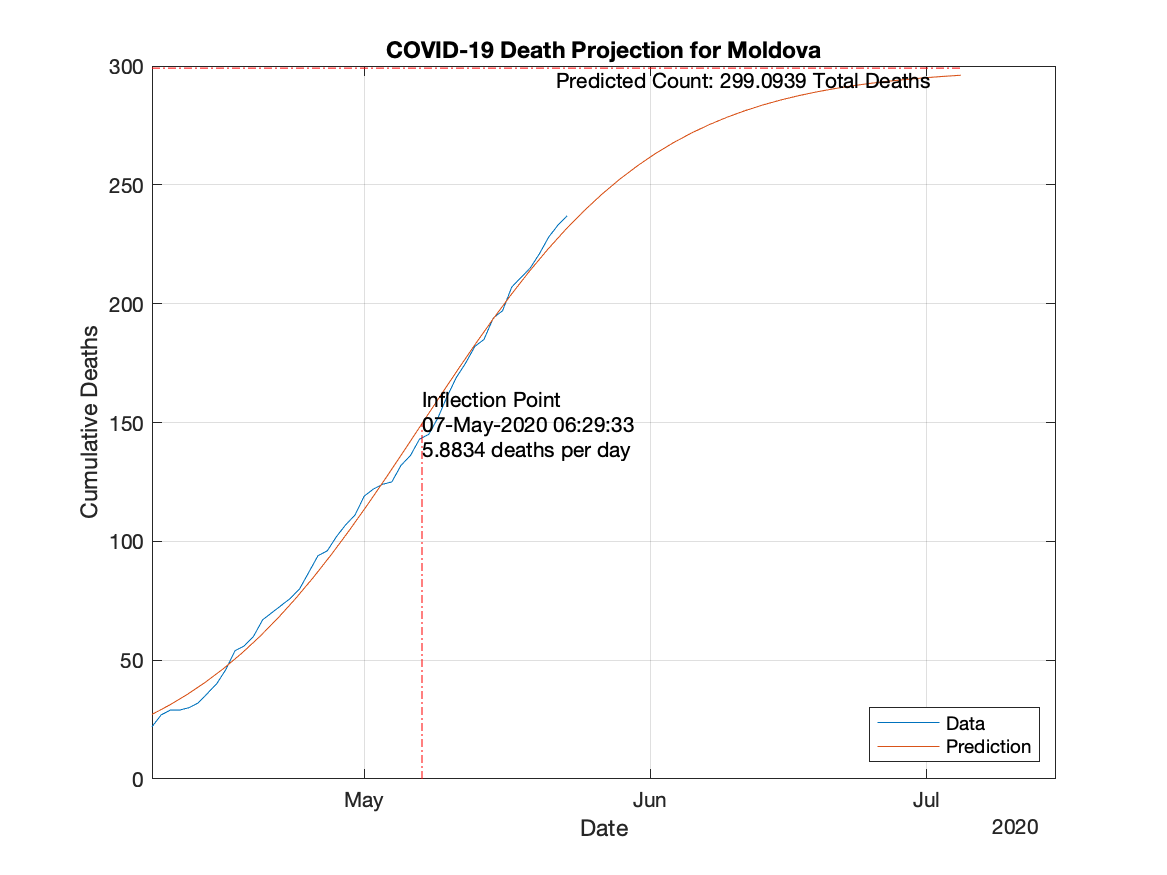 COVID-19 Death Projection for Moldova
300
Predicted Count: 299.0939 Total Deaths
250
200
Inflection Point
150
07-May-2020 06:29:33
5.8834 deaths per day
100
50
0
Cumulative Deaths
Data
Prediction
May
Jun
Jul
Date
2020